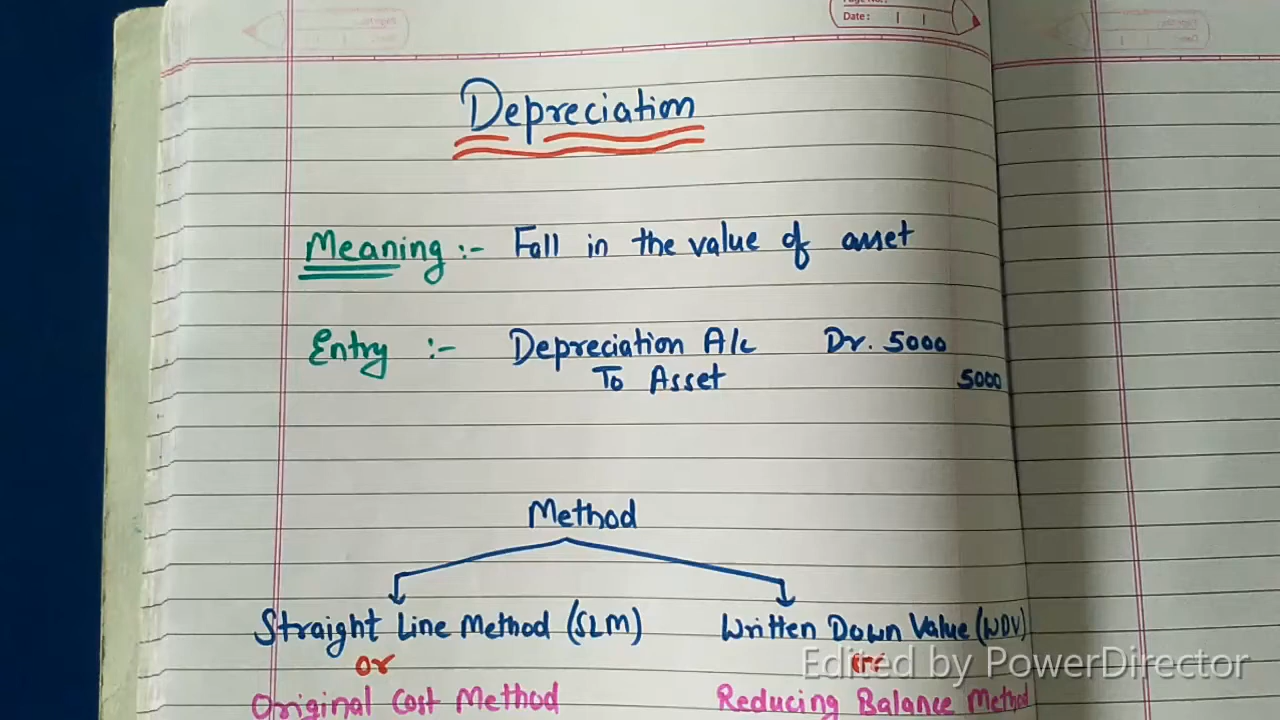 Date:
Depreciation
Meaning :- Fall in the value of asset
Entry :- Depreciation A/c Dr. 5000
To Asset 5000
Method
Straight Line Method (SLM) Written Down Value (WDV)
or or
Original Cost Method Reducing Balance Method
Edited by PowerDirector